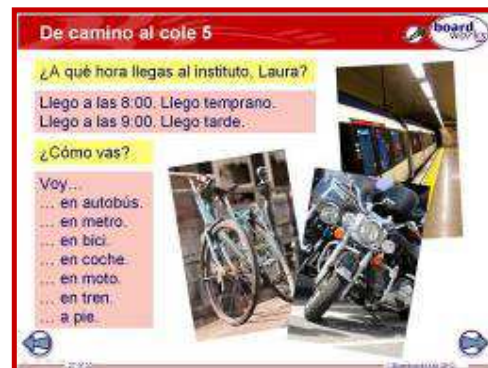 De camino al cole 5
board
works
¿A qué hora llegas al instituto, Laura?
Llego a las 8:00. Llego temprano.
Llego a las 9:00. Llego tarde.
¿Cómo vas?
Voy…
… en autobús.
… en metro.
… en bici.
… en coche.
… en moto.
… en tren.
… a pie.